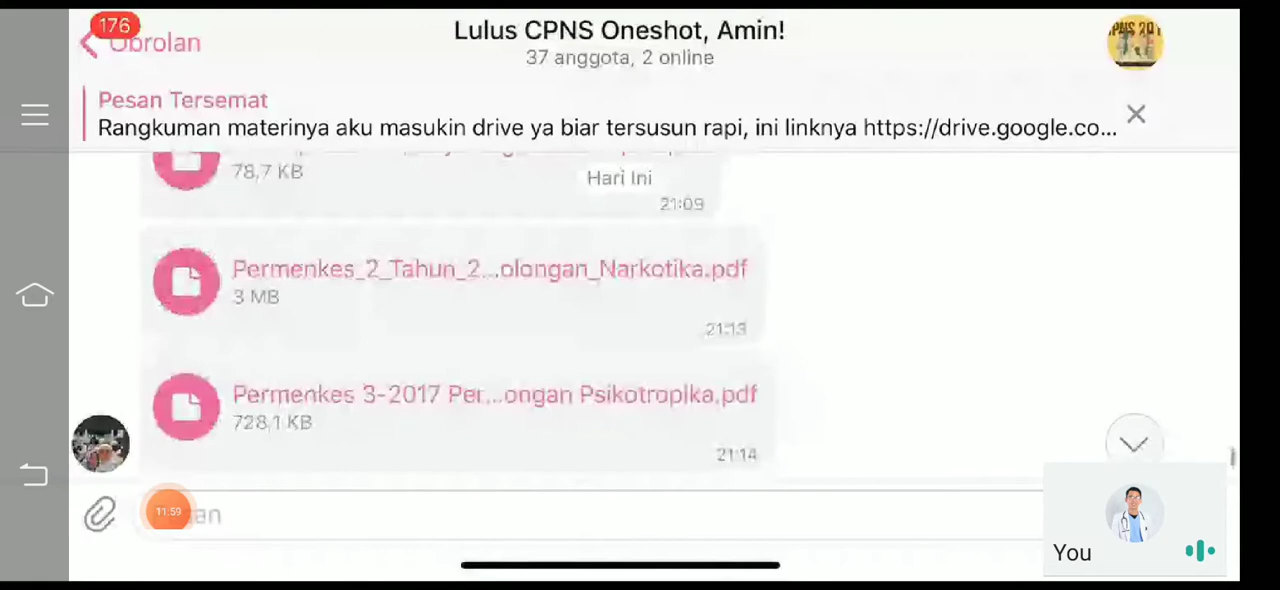 176
Obrolan
Lulus CPNS Oneshot, Amin!
37 anggota, 2 online
Pesan Tersemat
Rangkuman materinya aku masukin drive ya biar tersusun rapi, ini linknya https://drive.google.co...
78,7 KB
Hari Ini
21:09
Permenkes_2_Tahun_2...olongan_Narkotika.pdf
3 MB
21:13
Permenkes 3-2017 Per...ongan Psikotropika.pdf
728,1 KB
21:14
11:59
You